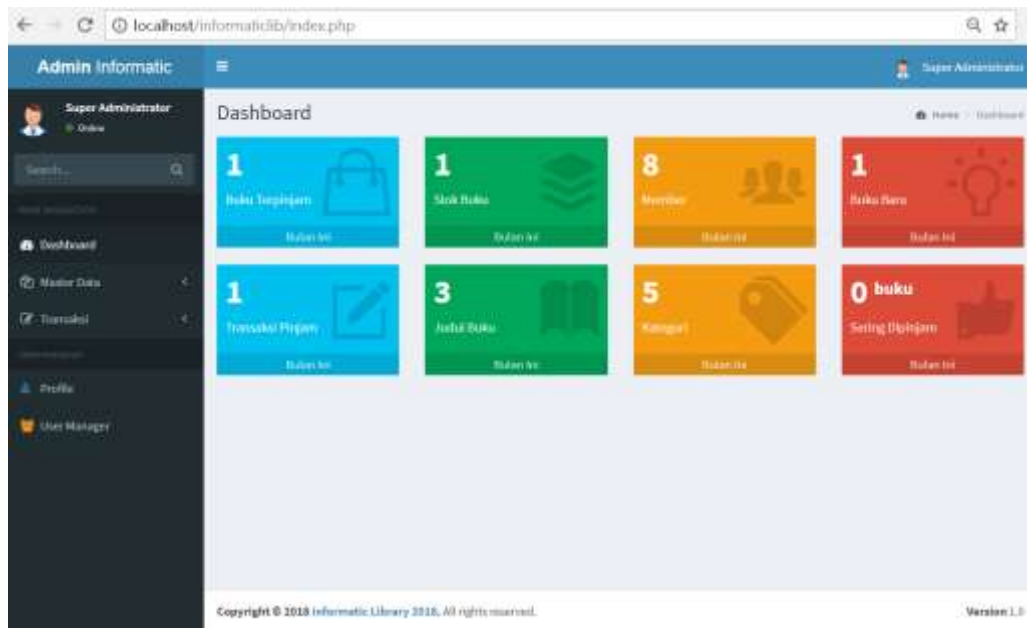 localhost/informaticlib/index.php
Admin Informatic
Super Administrator
Super Administrator
Online
Search...
Dashboard
Master Data
Transaksi
Profile
User Manager
Dashboard
Home Dashboard
1
Buku Terpinjam
Bulan Ini
1
Stok Buku
Bulan Ini
8
Member
Bulan Ini
1
Buku Baru
Bulan Ini
1
Transaksi Pinjam
Bulan Ini
3
Judul Buku
Bulan Ini
5
Kategori
Bulan Ini
0 buku
Sering Dipinjam
Bulan Ini
Copyright © 2018 Informatic Library 2018. All rights reserved.
Version 1.0